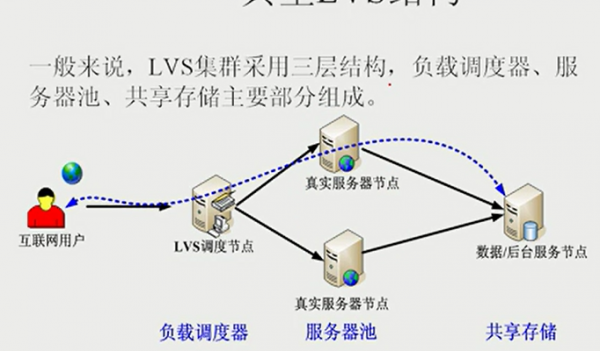 典型LVS结构
一般来说，LVS集群采用三层结构，负载调度器、服
务器池、共享存储主要部分组成。
真实服务器节点
互联网用户
LVS调度节点
数据/后台服务节点
真实服务器节点
负载调度器
服务器池
共享存储